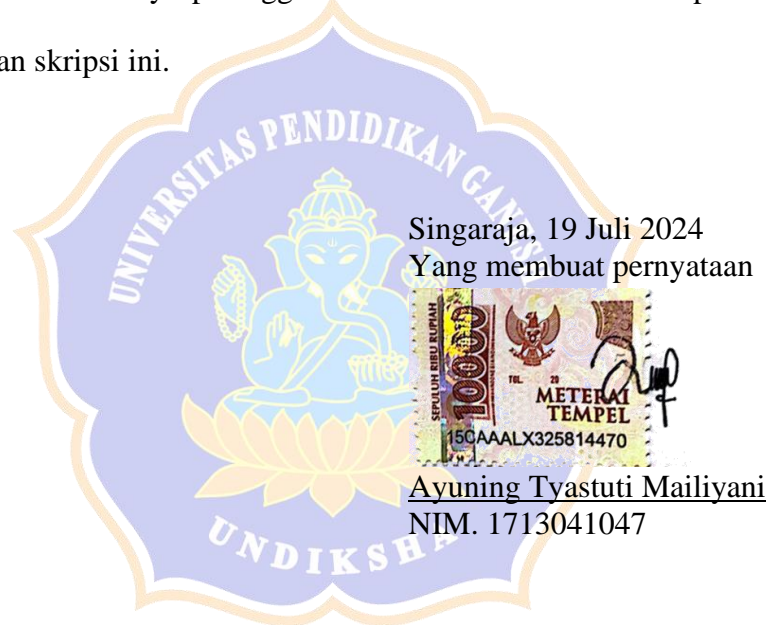 an skripsi ini.
UNIVERSITAS PENDIDIKAN GANESHA
Singaraja, 19 Juli 2024
Yang membuat pernyataan
SEPULUH RIBU RUPIAH
10000
TGL. 20
METERAI
TEMPEL
15CAAALX325814470
Ayuning Tyastuti Mailiyani
NIM. 1713041047
UNDIKSHA